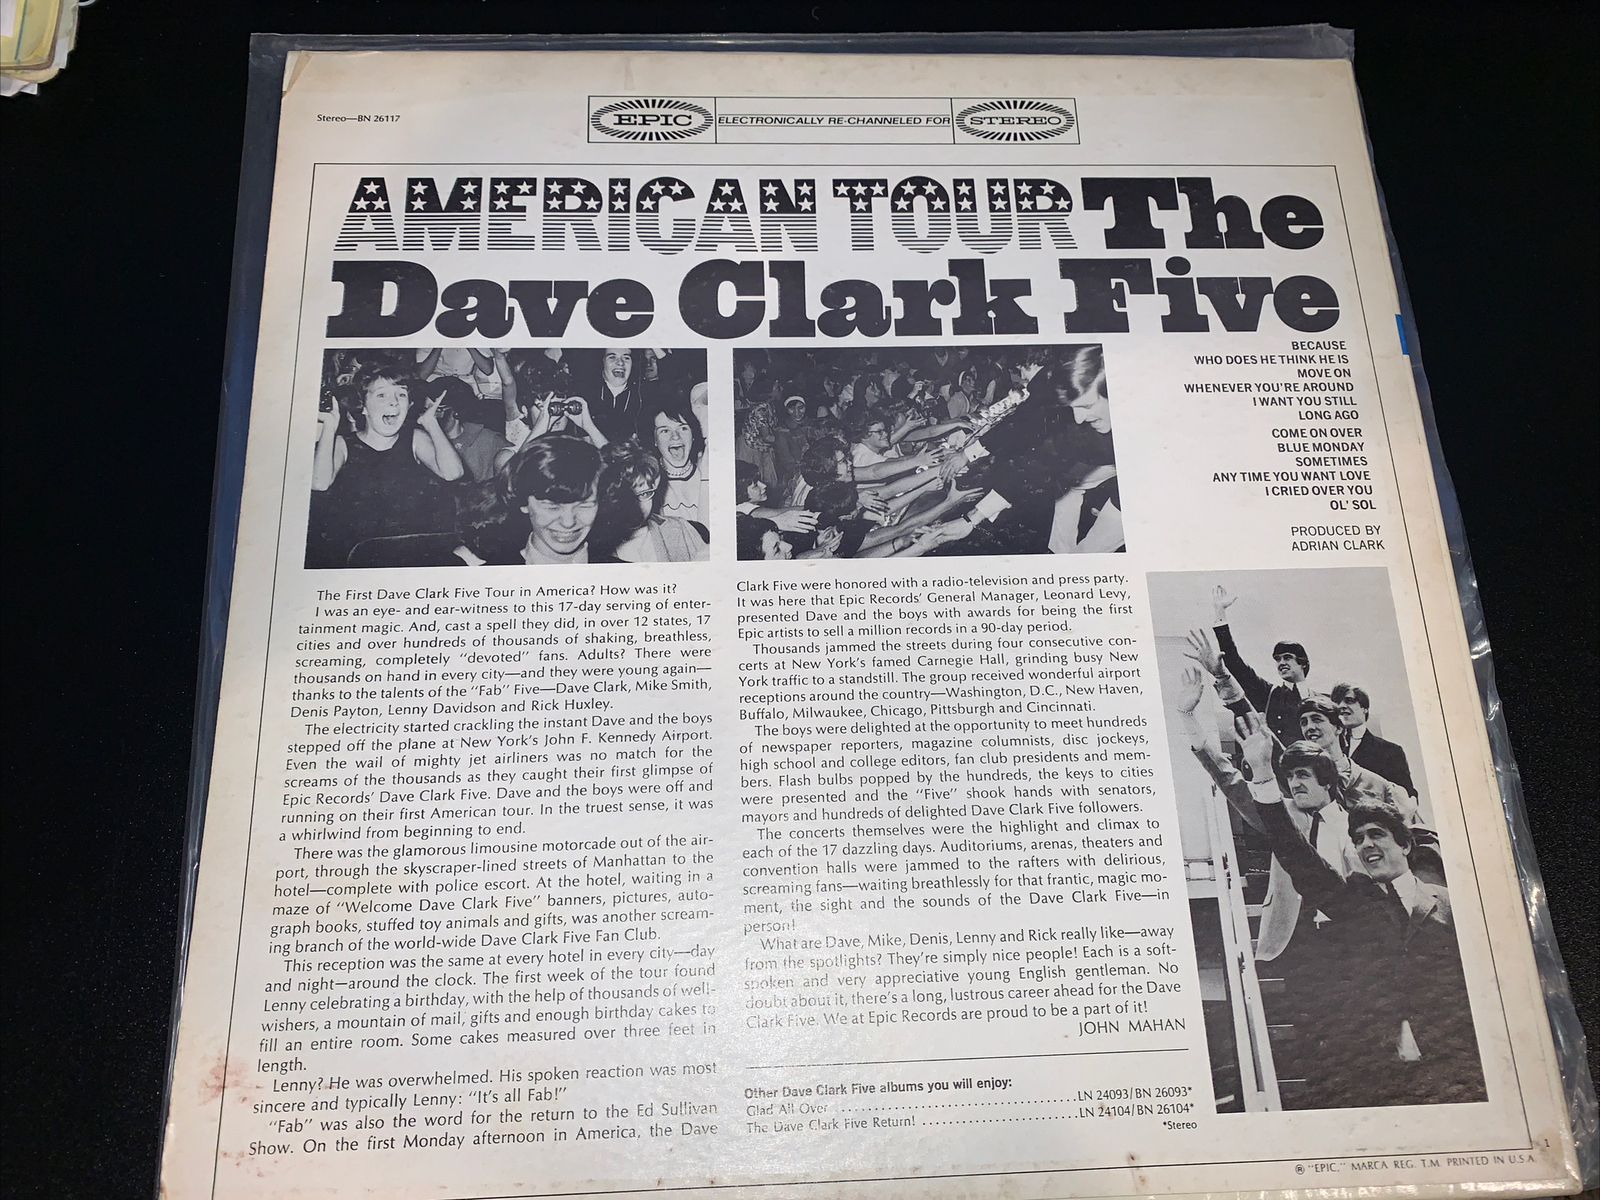 Stereo—BN 26117
EPIC ELECTRONICALLY RE-CHANNELED FOR STEREO
AMERICAN TOUR The
Dave Clark Five
BECAUSE
WHO DOES HE THINK HE IS
MOVE ON
WHENEVER YOU'RE AROUND
I WANT YOU STILL
LONG AGO
COME ON OVER
BLUE MONDAY
SOMETIMES
ANY TIME YOU WANT LOVE
I CRIED OVER YOU
OL' SOL
PRODUCED BY
ADRIAN CLARK
The First Dave Clark Five Tour in America? How was it?
I was an eye- and ear-witness to this 17-day serving of enter-
tainment magic. And, cast a spell they did, in over 12 states, 17
cities and over hundreds of thousands of shaking, breathless,
screaming, completely "devoted" fans. Adults? There were
thousands on hand in every city—and they were young again—
thanks to the talents of the "Fab" Five—Dave Clark, Mike Smith,
Denis Payton, Lenny Davidson and Rick Huxley.
The electricity started crackling the instant Dave and the boys
stepped off the plane at New York's John F. Kennedy Airport.
Even the wail of mighty jet airliners was no match for the
screams of the thousands as they caught their first glimpse of
Epic Records' Dave Clark Five. Dave and the boys were off and
running on their first American tour. In the truest sense, it was
a whirlwind from beginning to end.
There was the glamorous limousine motorcade out of the air-
port, through the skyscraper-lined streets of Manhattan to the
hotel—complete with police escort. At the hotel, waiting in a
maze of "Welcome Dave Clark Five" banners, pictures, auto-
graph books, stuffed toy animals and gifts, was another scream-
ing branch of the world-wide Dave Clark Five Fan Club.
This reception was the same at every hotel in every city—day
and night—around the clock. The first week of the tour found
Lenny celebrating a birthday, with the help of thousands of well-
wishers, a mountain of mail, gifts and enough birthday cakes to
fill an entire room. Some cakes measured over three feet in
length.
Lenny? He was overwhelmed. His spoken reaction was most
sincere and typically Lenny: "It's all Fab!"
"Fab" was also the word for the return to the Ed Sullivan
Show. On the first Monday afternoon in America, the Dave
Clark Five were honored with a radio-television and press party.
It was here that Epic Records' General Manager, Leonard Levy,
presented Dave and the boys with awards for being the first
Epic artists to sell a million records in a 90-day period.
Thousands jammed the streets during four consecutive con-
certs at New York's famed Carnegie Hall, grinding busy New
York traffic to a standstill. The group received wonderful airport
receptions around the country—Washington, D.C., New Haven,
Buffalo, Milwaukee, Chicago, Pittsburgh and Cincinnati.
The boys were delighted at the opportunity to meet hundreds
of newspaper reporters, magazine columnists, disc jockeys,
high school and college editors, fan club presidents and mem-
bers. Flash bulbs popped by the hundreds, the keys to cities
were presented and the "Five" shook hands with senators,
mayors and hundreds of delighted Dave Clark Five followers.
The concerts themselves were the highlight and climax to
each of the 17 dazzling days. Auditoriums, arenas, theaters and
convention halls were jammed to the rafters with delirious,
screaming fans—waiting breathlessly for that frantic, magic mo-
ment, the sight and the sounds of the Dave Clark Five—in
person!
What are Dave, Mike, Denis, Lenny and Rick really like—away
from the spotlights? They're simply nice people! Each is a soft-
spoken and very appreciative young English gentleman. No
doubt about it, there's a long, lustrous career ahead for the Dave
Clark Five. We at Epic Records are proud to be a part of it!
JOHN MAHAN
Other Dave Clark Five albums you will enjoy:
Glad All Over ........................................LN 24093/BN 26093*
The Dave Clark Five Return! ........................LN 24104/BN 26104*
*Stereo
1
® "EPIC," MARCA REG. T.M. PRINTED IN U.S.A.